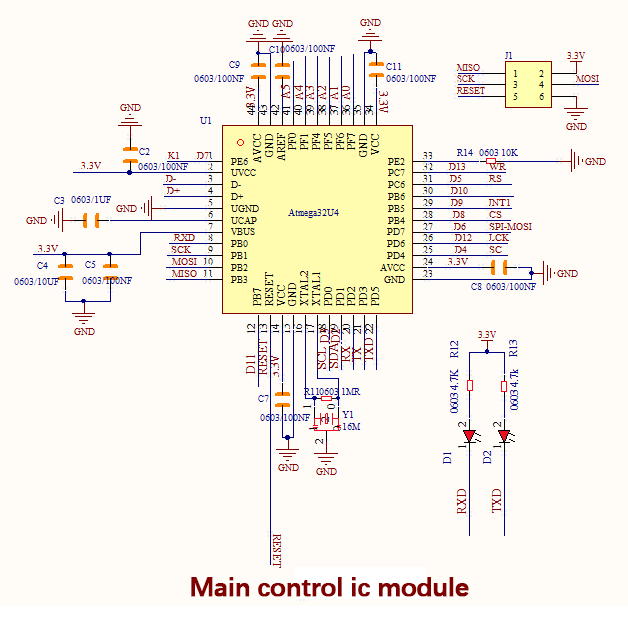 GND GND GND
C9 C10 0603/100NF C11
0603/100NF 0603/100NF
3.3V A5 A4 A3 A2 A1 A0 3.3V
44 43 42 41 40 39 38 37 36 35 34
U1
AVCC GND AREF PF0 PF1 PF4 PF5 PF6 PF7 GND VCC
J1 3.3V
MISO 1 2
SCK 3 4 MOSI
RESET 5 6
GND
GND
C2
0603/100NF
3.3V
K1 D7 1 PE6
2 UVCC
D- 3 D-
D+ 4 D+
GND 5 UGND
C3 0603/1UF
GND 6 UCAP
7 VBUS
RXD 8 PB0
SCK 9 PB1
MOSI 10 PB2
MISO 11 PB3
3.3V
C4 C5
0603/10UF 0603/100NF
GND
Atmega32U4
PE2 33 R14 0603 10K GND
PC7 32 D13 WR
PC6 31 D5 RS
PB6 30 D10
PB5 29 D9 INT1
PB4 28 D8 CS
PD7 27 D6 SPI-MOSI
PD6 26 D12 LCK
PD4 25 D4 SC
AVCC 24 3.3V
GND 23
GND
C8 0603/100NF
PB7 RESET VCC GND XTAL2 XTAL1 PD0 PD1 PD2 PD3 PD5
12 13 14 15 16 17 18 19 20 21 22
D11 RESET 3.3V SCL SDA RX TX TXD
C7
0603/100NF
GND
R11 0603 1MR
1 Y1
16M
2
GND
RESET
3.3V
R12 R13
0603 4.7K 0603 4.7k
1 2 1 2
D1 D2
RXD TXD
Main control ic module